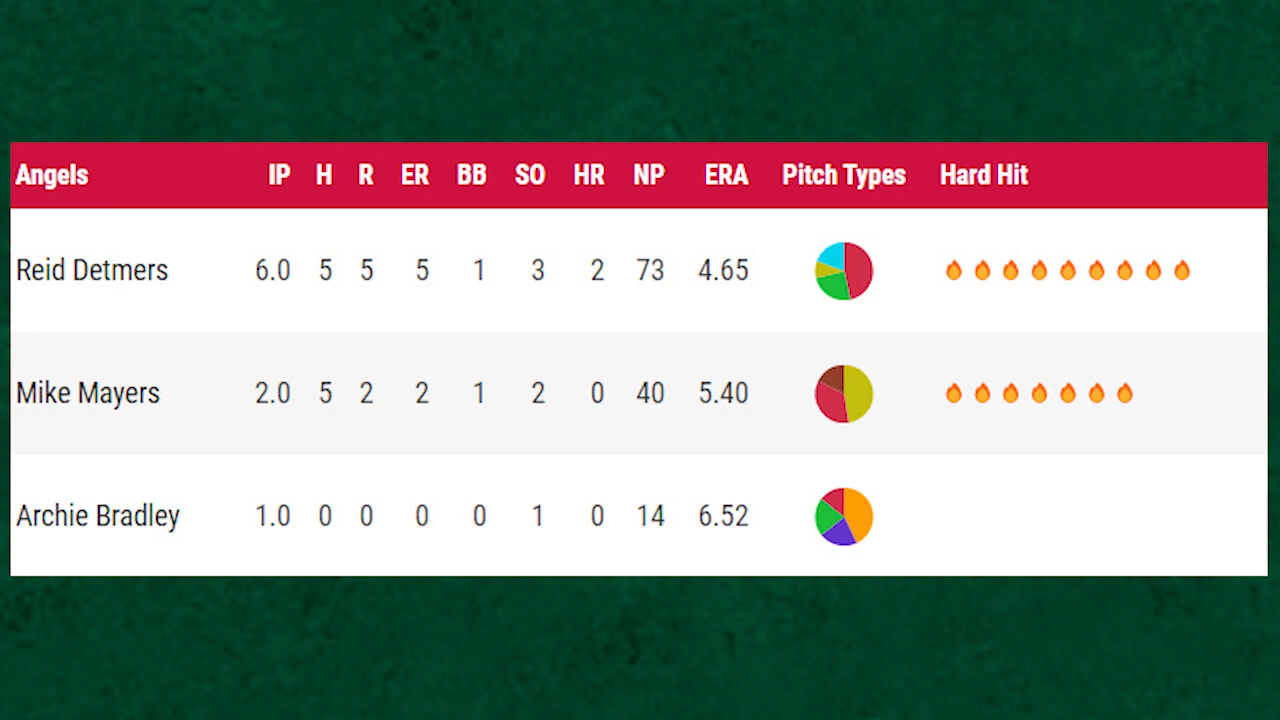 Angels IP H R ER BB SO HR NP ERA Pitch Types Hard Hit
Reid Detmers 6.0 5 5 5 1 3 2 73 4.65
Mike Mayers 2.0 5 2 2 1 2 0 40 5.40
Archie Bradley 1.0 0 0 0 0 1 0 14 6.52